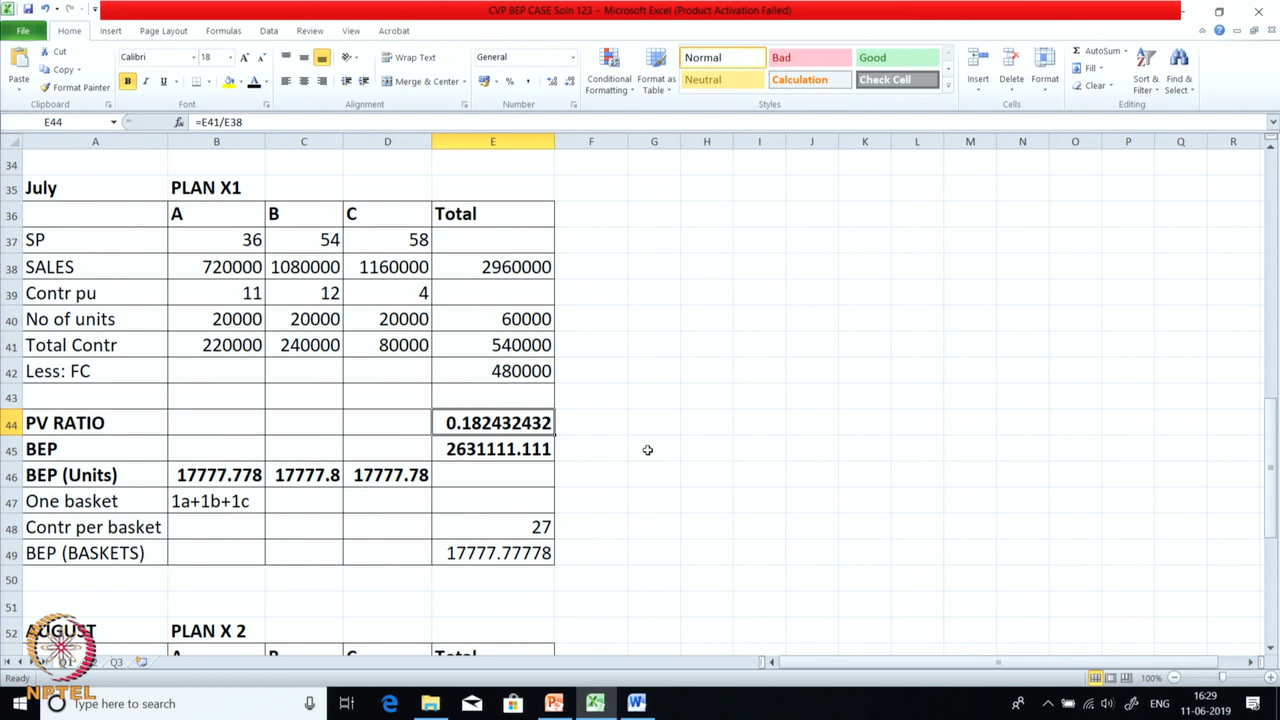 CVP BEP CASE Soln 123 – Microsoft Excel (Product Activation Failed)
File Home Insert Page Layout Formulas Data Review View Acrobat
Paste Cut Copy Format Painter Clipboard
Calibri 18 B I U A A A Font
Wrap Text Merge & Center Alignment
General % , Number
Conditional Formatting Format as Table Normal Bad Good Neutral Calculation Check Cell Styles
Insert Delete Format Cells
Σ AutoSum Fill Clear Sort & Filter Find & Select Editing
E44 fx =E41/E38
A B C D E F G H I J K L M N O P Q R
34
35 July PLAN X1
36 A B C Total
37 SP 36 54 58
38 SALES 720000 1080000 1160000 2960000
39 Contr pu 11 12 4
40 No of units 20000 20000 20000 60000
41 Total Contr 220000 240000 80000 540000
42 Less: FC 480000
43
44 PV RATIO 0.182432432
45 BEP 2631111.111
46 BEP (Units) 17777.778 17777.8 17777.78
47 One basket 1a+1b+1c
48 Contr per basket 27
49 BEP (BASKETS) 17777.77778
50
51
52 AUGUST PLAN X 2
A B C Total
Q1 Q3
NPTEL
Ready 100%
Type here to search
ENG 16:29
11-06-2019